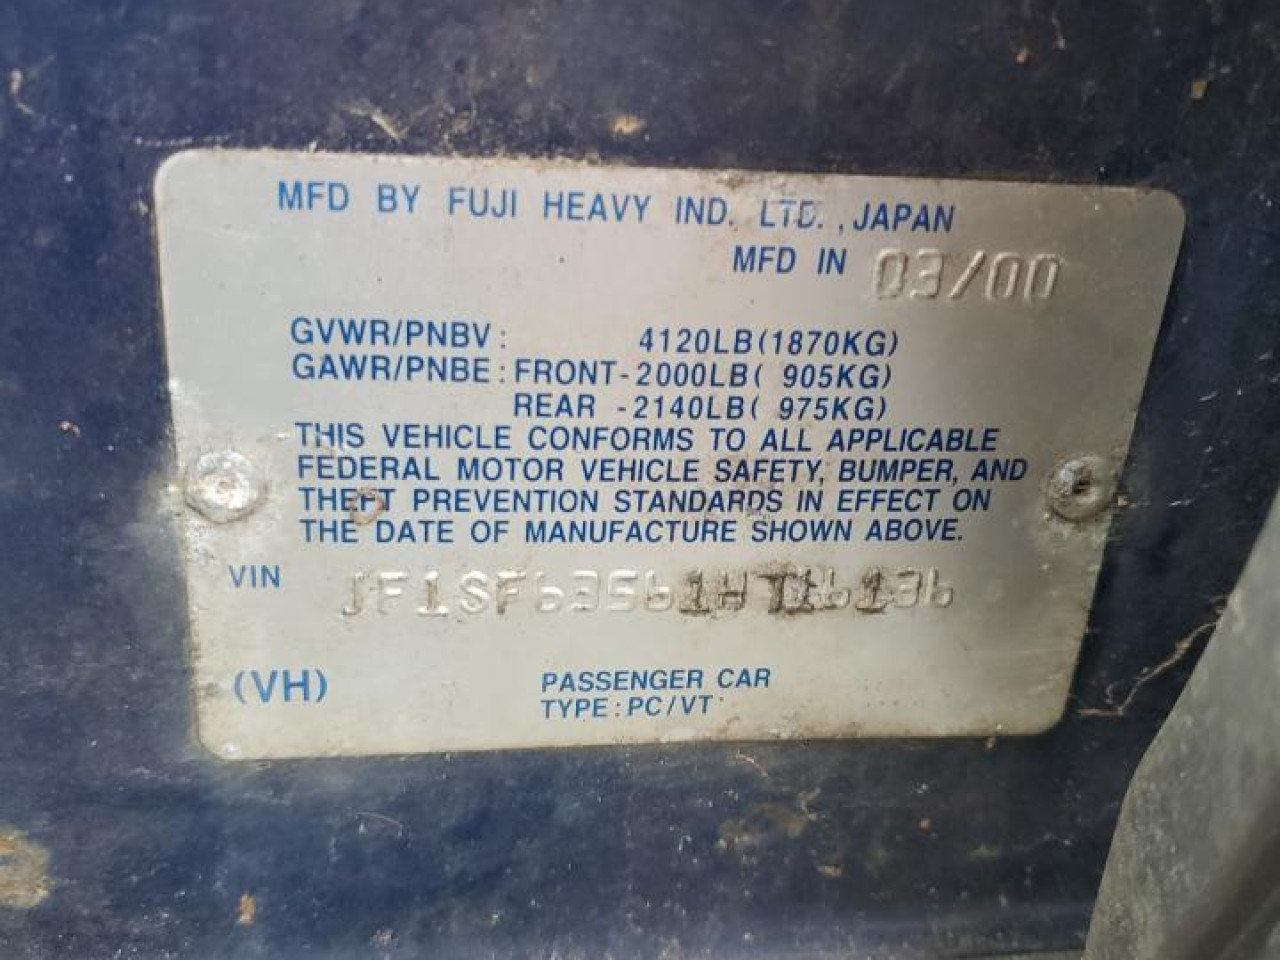 MFD BY FUJI HEAVY IND. LTD., JAPAN
MFD IN 03/00
GVWR/PNBV: 4120LB(1870KG)
GAWR/PNBE: FRONT-2000LB( 905KG)
REAR -2140LB( 975KG)
THIS VEHICLE CONFORMS TO ALL APPLICABLE
FEDERAL MOTOR VEHICLE SAFETY, BUMPER, AND
THEFT PREVENTION STANDARDS IN EFFECT ON
THE DATE OF MANUFACTURE SHOWN ABOVE.
VIN
(VH) PASSENGER CAR
TYPE:PC/VT